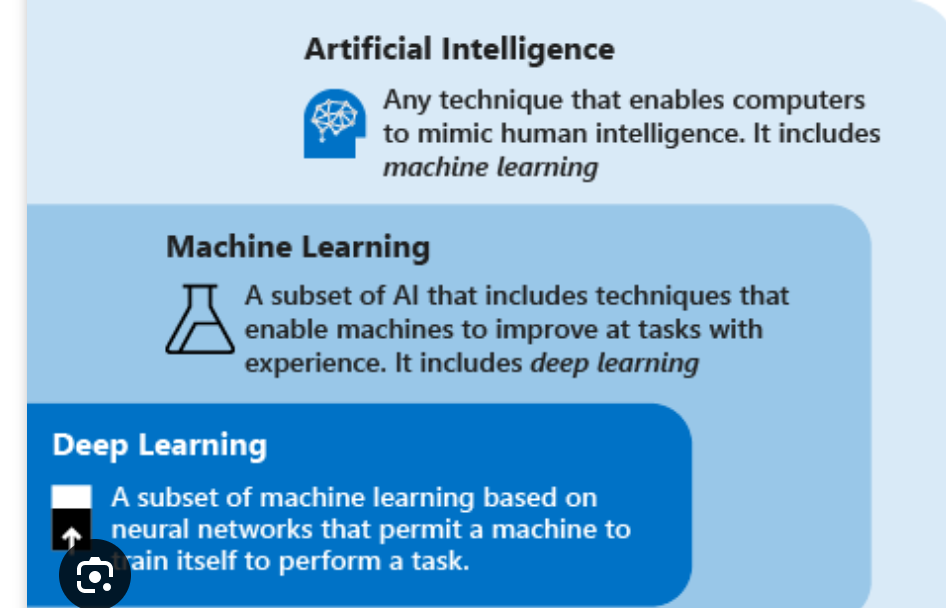 Artificial Intelligence
Any technique that enables computers
to mimic human intelligence. It includes
machine learning
Machine Learning
A subset of AI that includes techniques that
enable machines to improve at tasks with
experience. It includes deep learning
Deep Learning
A subset of machine learning based on
neural networks that permit a machine to
train itself to perform a task.